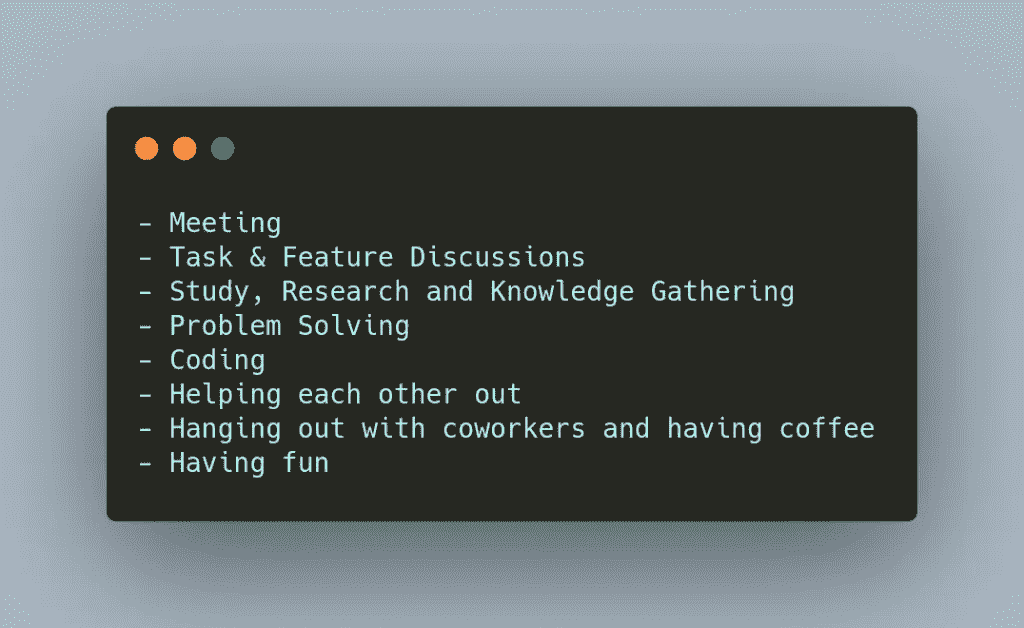 - Meeting
- Task & Feature Discussions
- Study, Research and Knowledge Gathering
- Problem Solving
- Coding
- Helping each other out
- Hanging out with coworkers and having coffee
- Having fun